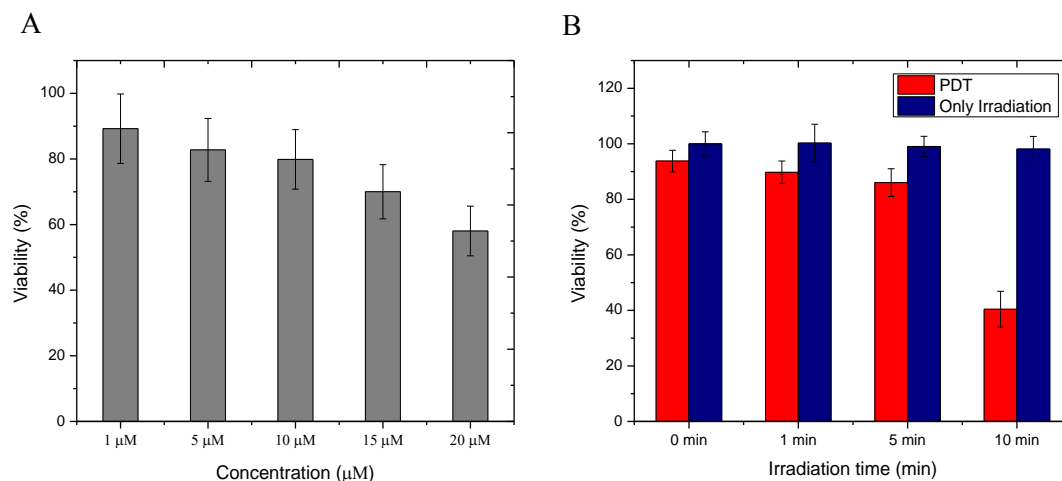 A
Viability (%)
100
80
60
40
20
0
1 μM 5 μM 10 μM 15 μM 20 μM
Concentration (μM)
B
PDT
Only Irradiation
Viability (%)
120
100
80
60
40
20
0
0 min 1 min 5 min 10 min
Irradiation time (min)